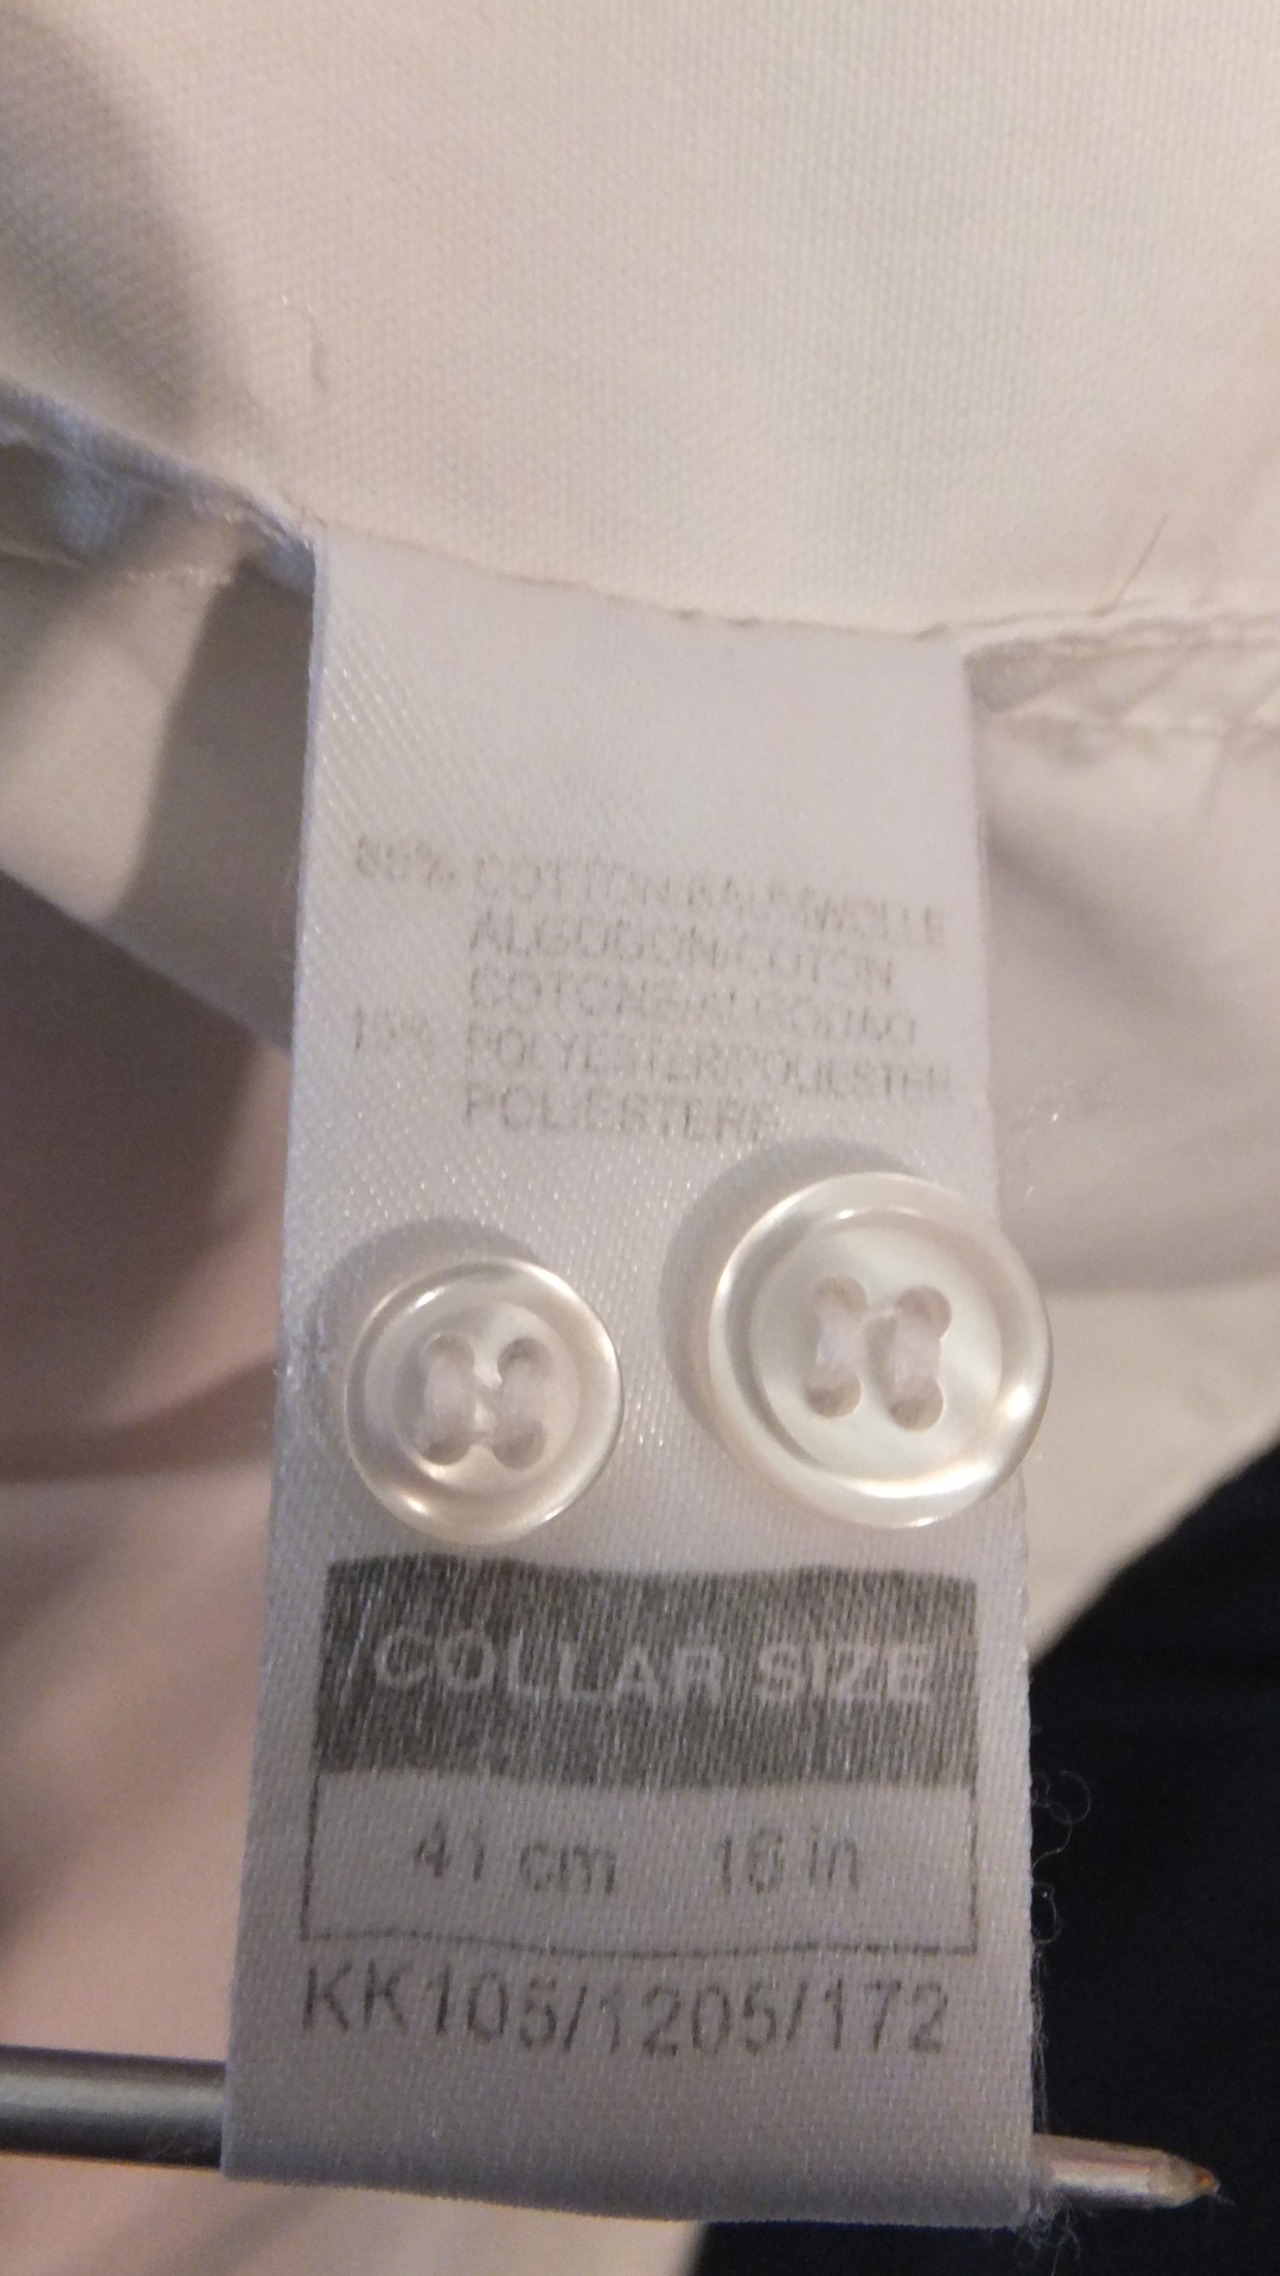 85% COTTON/BAUMWOLLE
ALGODON/COTON
COTONE/ALGODAO
15% POLYESTER/POLIESTER
POLIESTERE
COLLAR SIZE
41 cm 16 in
KK105/1205/172